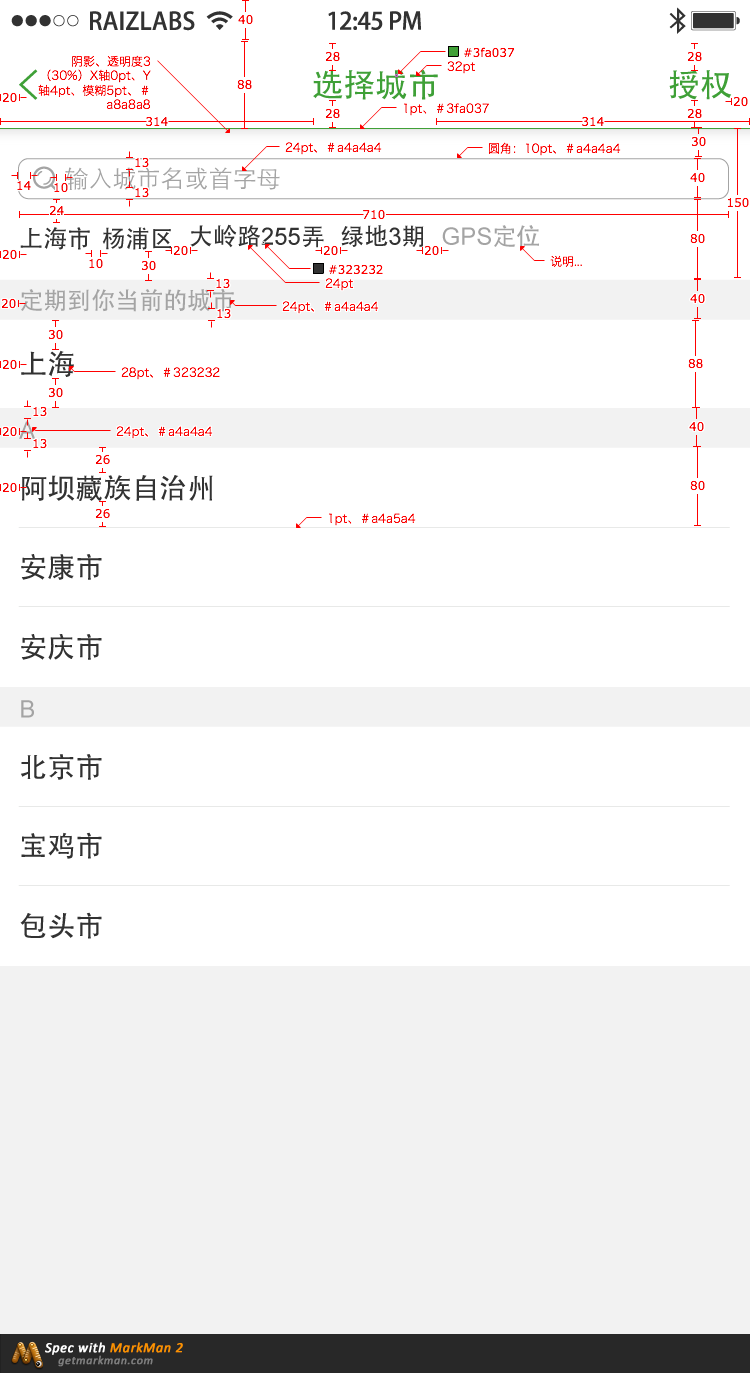 RAIZLABS 12:45 PM
40
阴影、透明度3
(30%)X轴0pt、Y
轴4pt、模糊5pt、#
a8a8a8
88
28
选择城市
28
#3fa037
32pt
1pt、#3fa037
28
授权
28
020
20
314
314
30
24pt、#a4a4a4
圆角：10pt、#a4a4a4
13
14
10
输入城市名或首字母
13
40
150
24
710
上海市 杨浦区 大岭路255弄 绿地3期 GPS定位
020
10
30
20
20
20
80
说明...
#323232
24pt
020
定期到你当前的城市
13
13
24pt、#a4a4a4
40
30
020
上海
28pt、#323232
88
30
13
020
A
24pt、#a4a4a4
40
13
26
020
阿坝藏族自治州
80
26
1pt、#a4a5a4
安康市
安庆市
B
北京市
宝鸡市
包头市
Spec with MarkMan 2
getmarkman.com